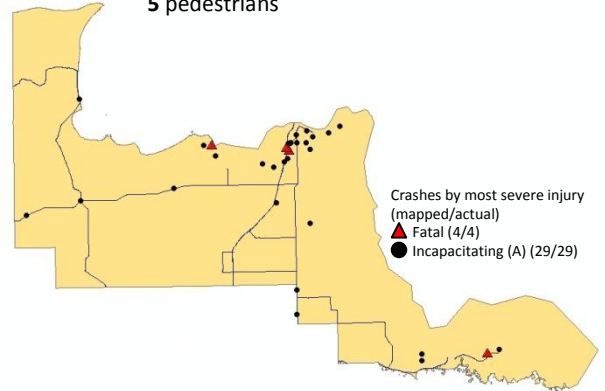 5 pedestrians
Crashes by most severe injury
(mapped/actual)
Fatal (4/4)
Incapacitating (A) (29/29)